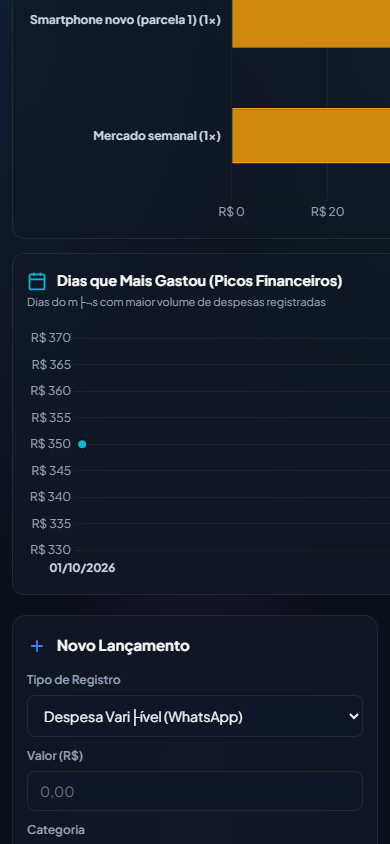 Smartphone novo (parcela 1) (1×)
Mercado semanal (1×)
R$ 0 R$ 20
Dias que Mais Gastou (Picos Financeiros)
Dias do m├¬s com maior volume de despesas registradas
R$ 370
R$ 365
R$ 360
R$ 355
R$ 350
R$ 345
R$ 340
R$ 335
R$ 330
01/10/2026
Novo Lançamento
Tipo de Registro
Despesa Vari├ível (WhatsApp)
Valor (R$)
0,00
Categoria